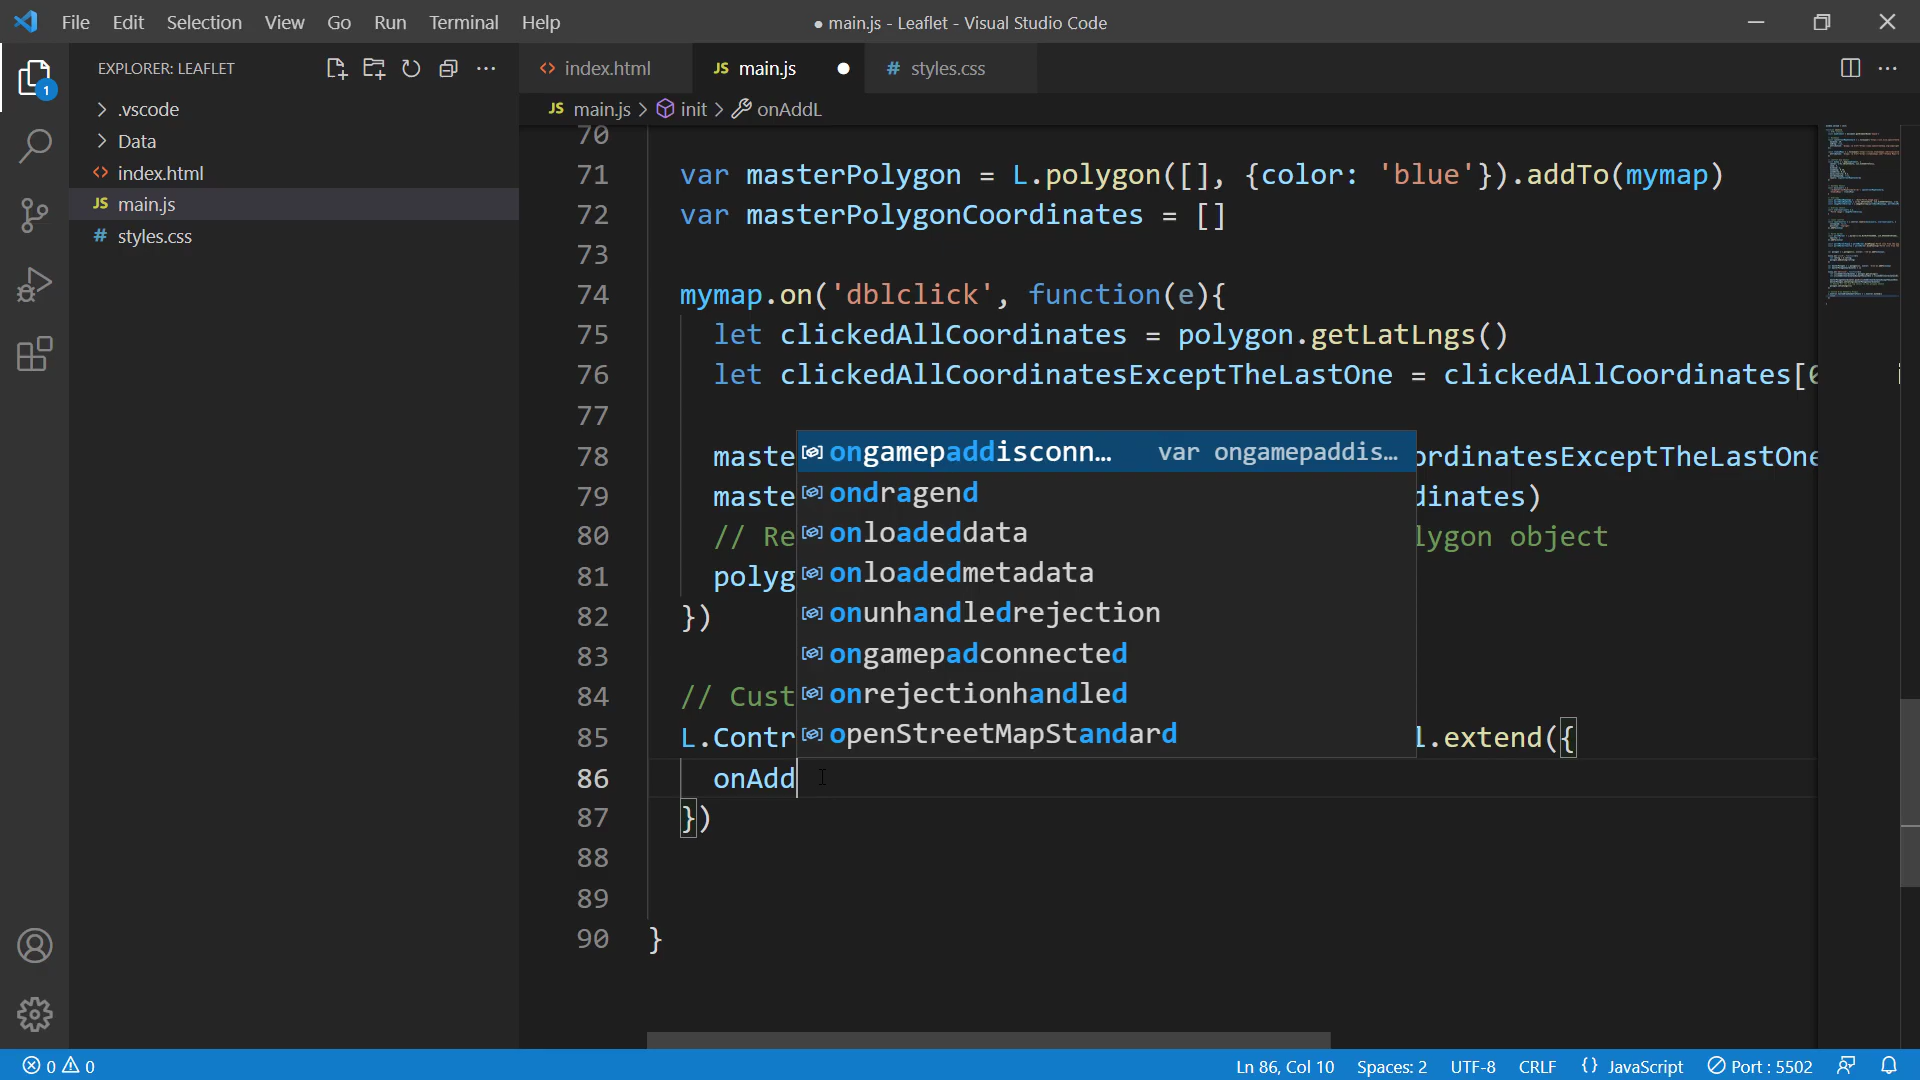 File Edit Selection View Go Run Terminal Help
● main.js - Leaflet - Visual Studio Code
EXPLORER: LEAFLET
1
.vscode
Data
index.html
JS main.js
# styles.css
index.html
JS main.js
# styles.css
JS main.js > init > onAddL
70
71 var masterPolygon = L.polygon([], {color: 'blue'}).addTo(mymap)
72 var masterPolygonCoordinates = []
73
74 mymap.on('dblclick', function(e){
75 let clickedAllCoordinates = polygon.getLatLngs()
76 let clickedAllCoordinatesExceptTheLastOne = clickedAllCoordinates[0
77
78 maste ordinatesExceptTheLastOne
79 maste dinates)
80 // Re lygon object
81 polyg
82 })
83
84 // Cust
85 L.Contr l.extend({
86 onAdd
87 })
88
89
90 }
ongamepaddisconn… var ongamepaddis…
ondragend
onloadeddata
onloadedmetadata
onunhandledrejection
ongamepadconnected
onrejectionhandled
openStreetMapStandard
0 0
Ln 86, Col 10 Spaces: 2 UTF-8 CRLF {} JavaScript Port : 5502